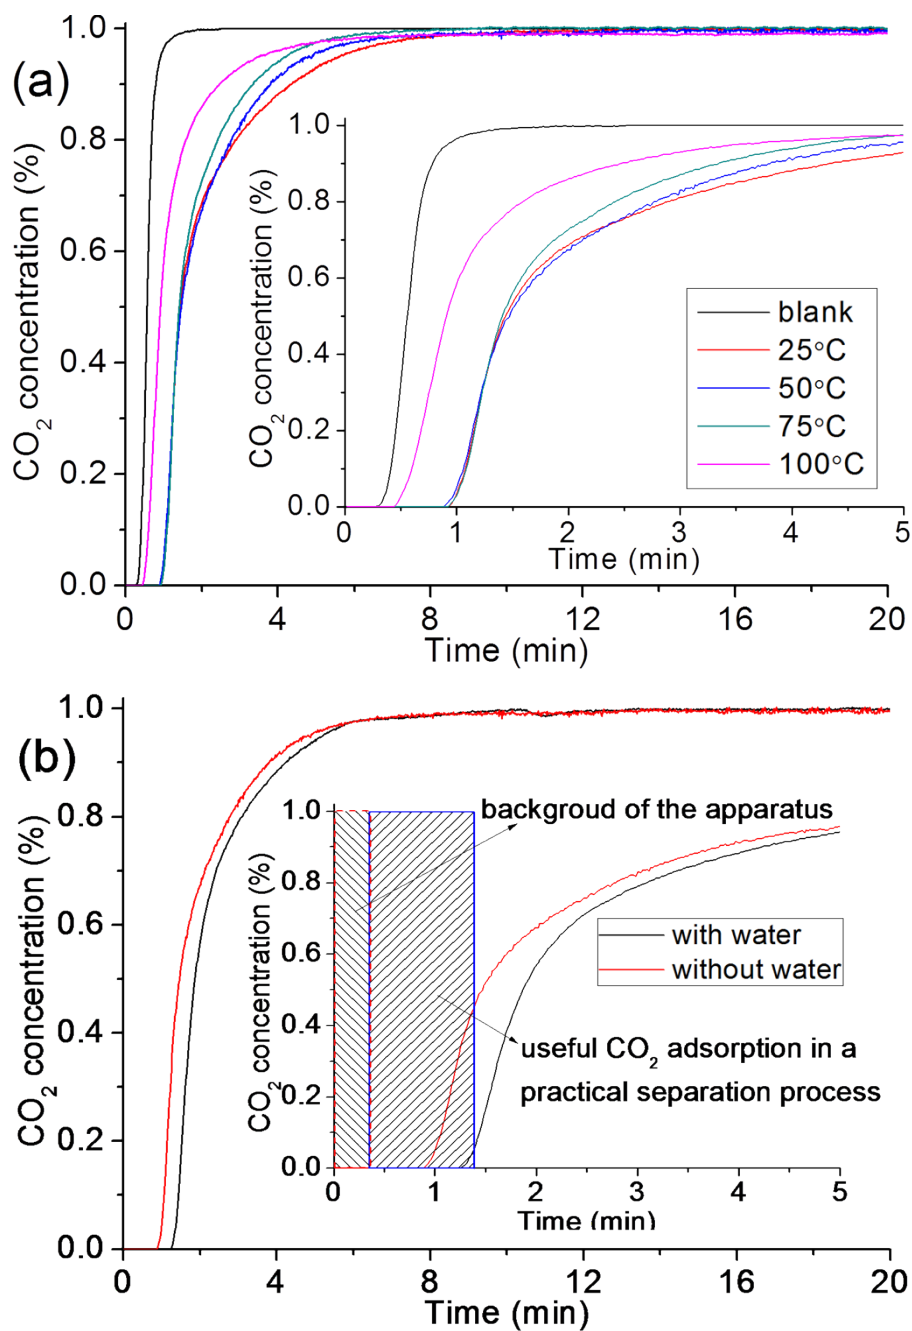 (a)
CO2 concentration (%)
1.0
0.8
0.6
0.4
0.2
0.0
0 4 8 12 16 20
Time (min)
CO2 concentration (%)
1.0
0.8
0.6
0.4
0.2
0.0
0 1 2 3 4 5
Time (min)
blank
25°C
50°C
75°C
100°C
(b)
CO2 concentration (%)
1.0
0.8
0.6
0.4
0.2
0.0
0 4 8 12 16 20
Time (min)
CO2 concentration (%)
1.0
0.8
0.6
0.4
0.2
0.0
0 1 2 3 4 5
Time (min)
backgroud of the apparatus
with water
without water
useful CO2 adsorption in a
practical separation process